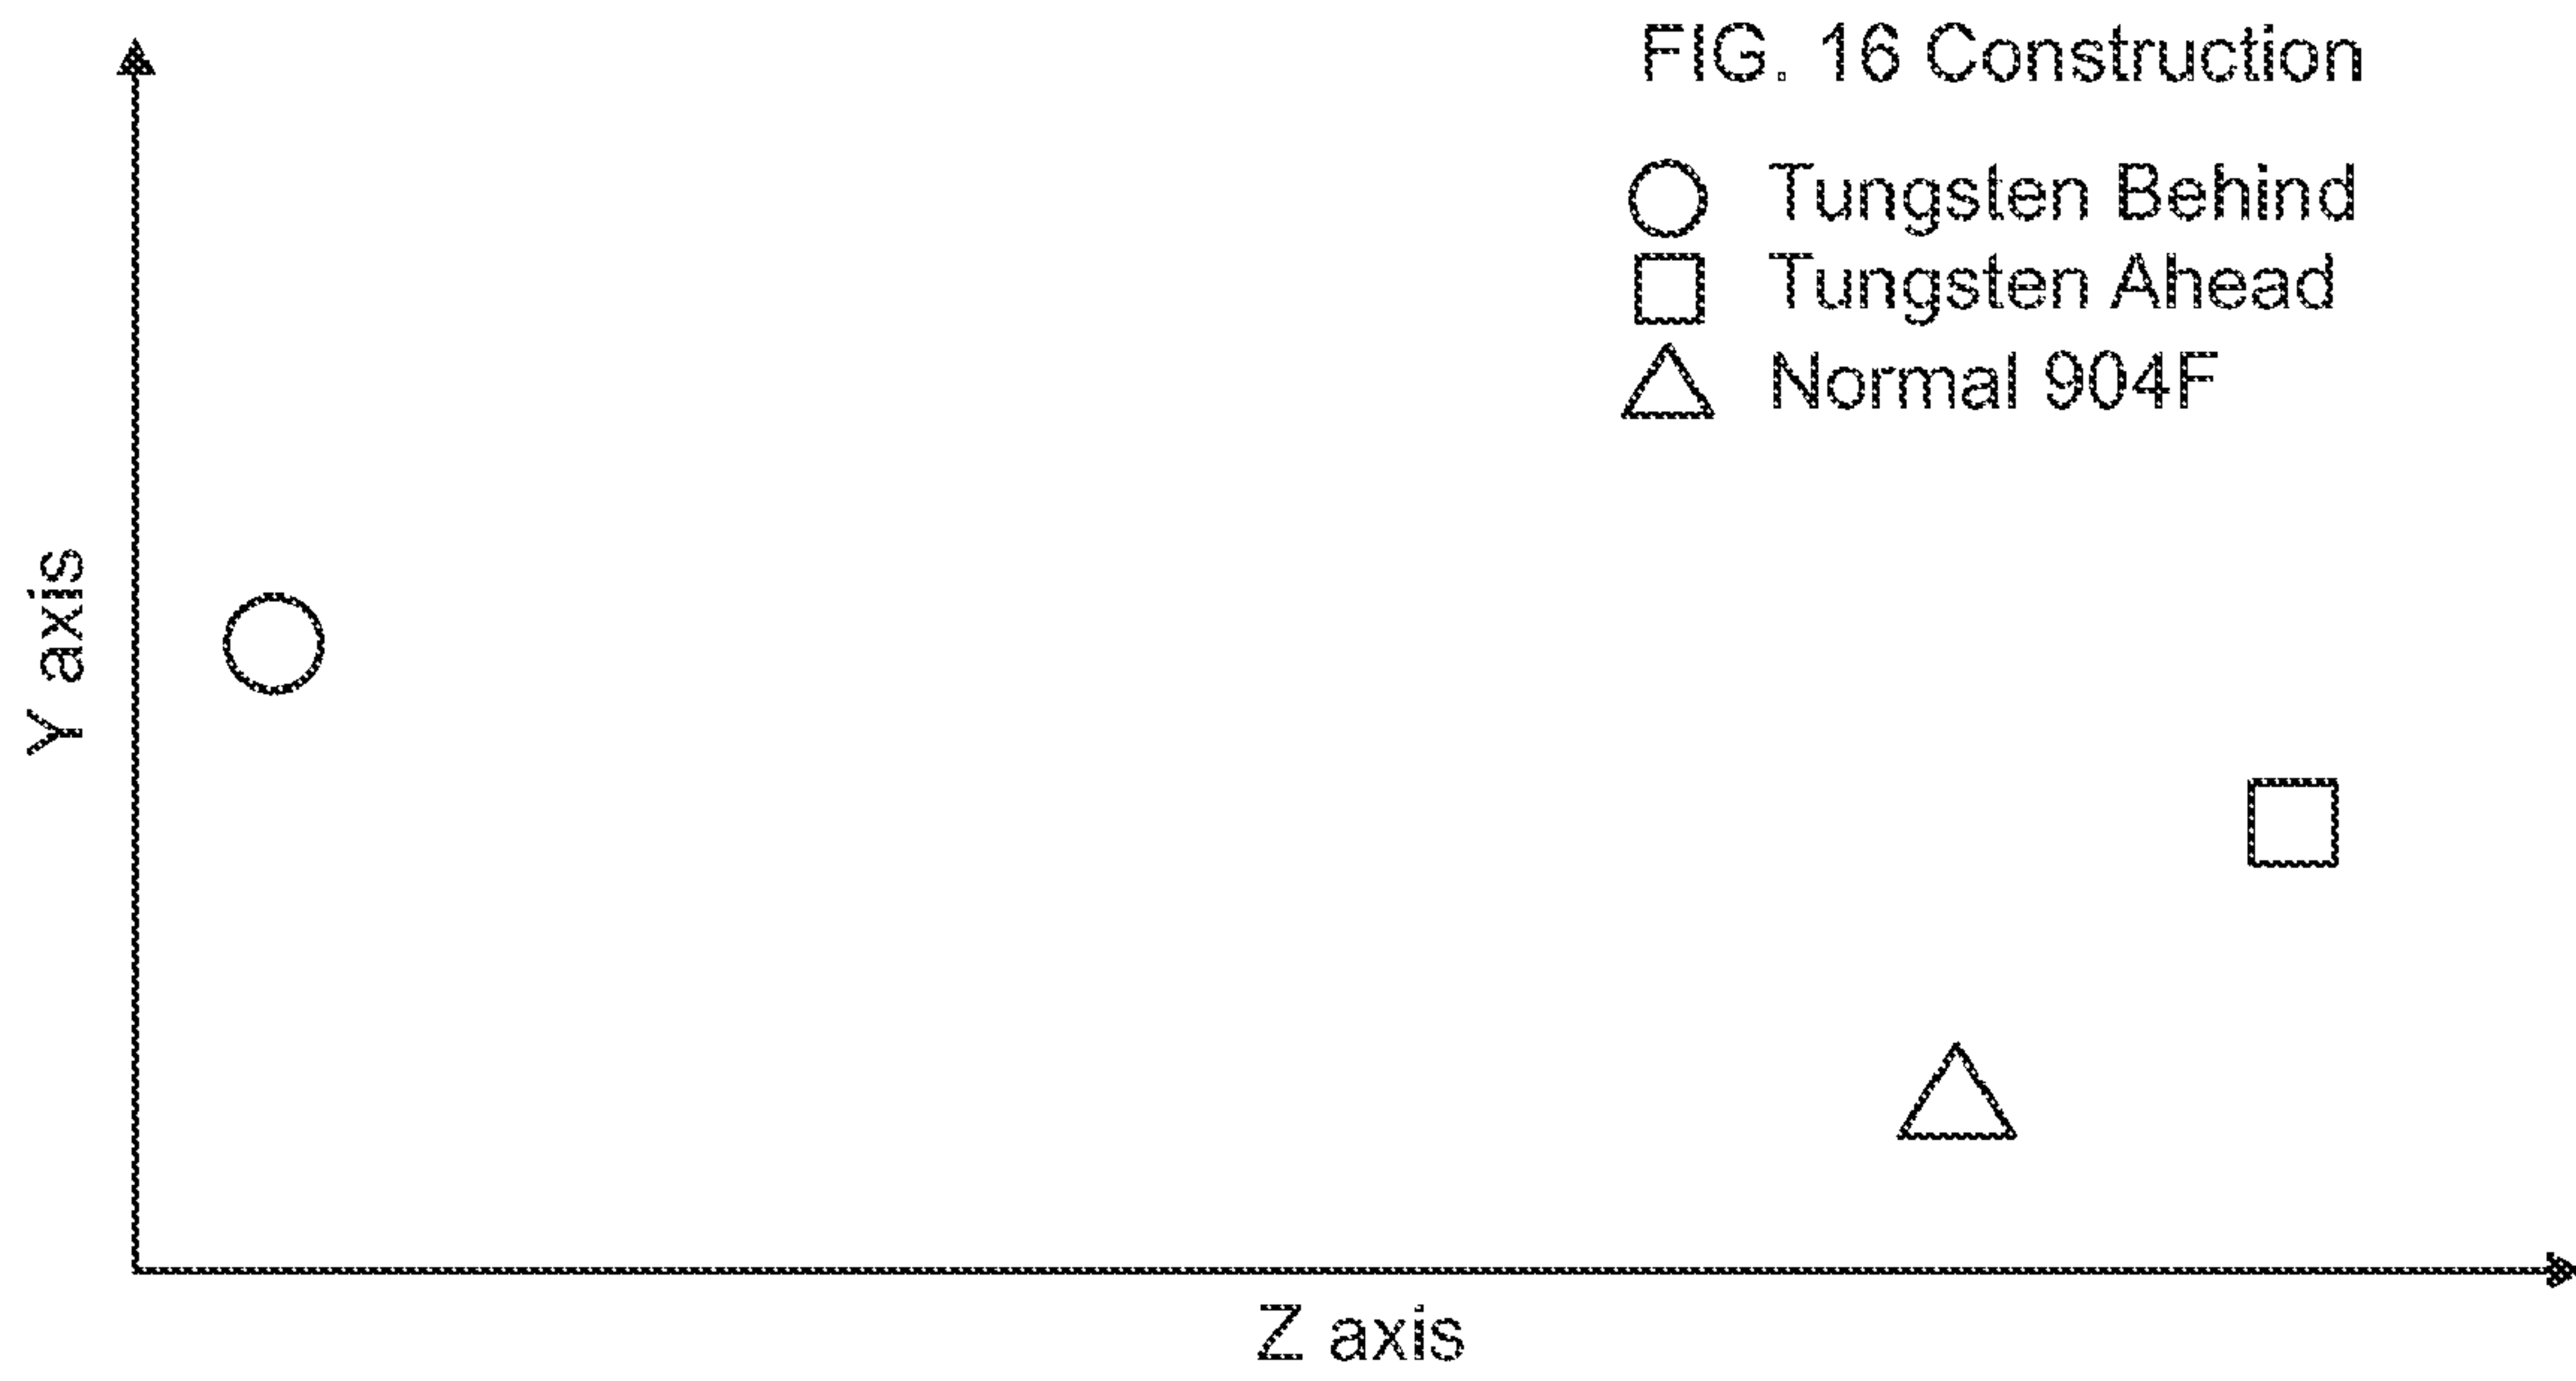 FIG. 16 Construction
Tungsten Behind
Tungsten Ahead
Normal 904F
Y axis
Z axis